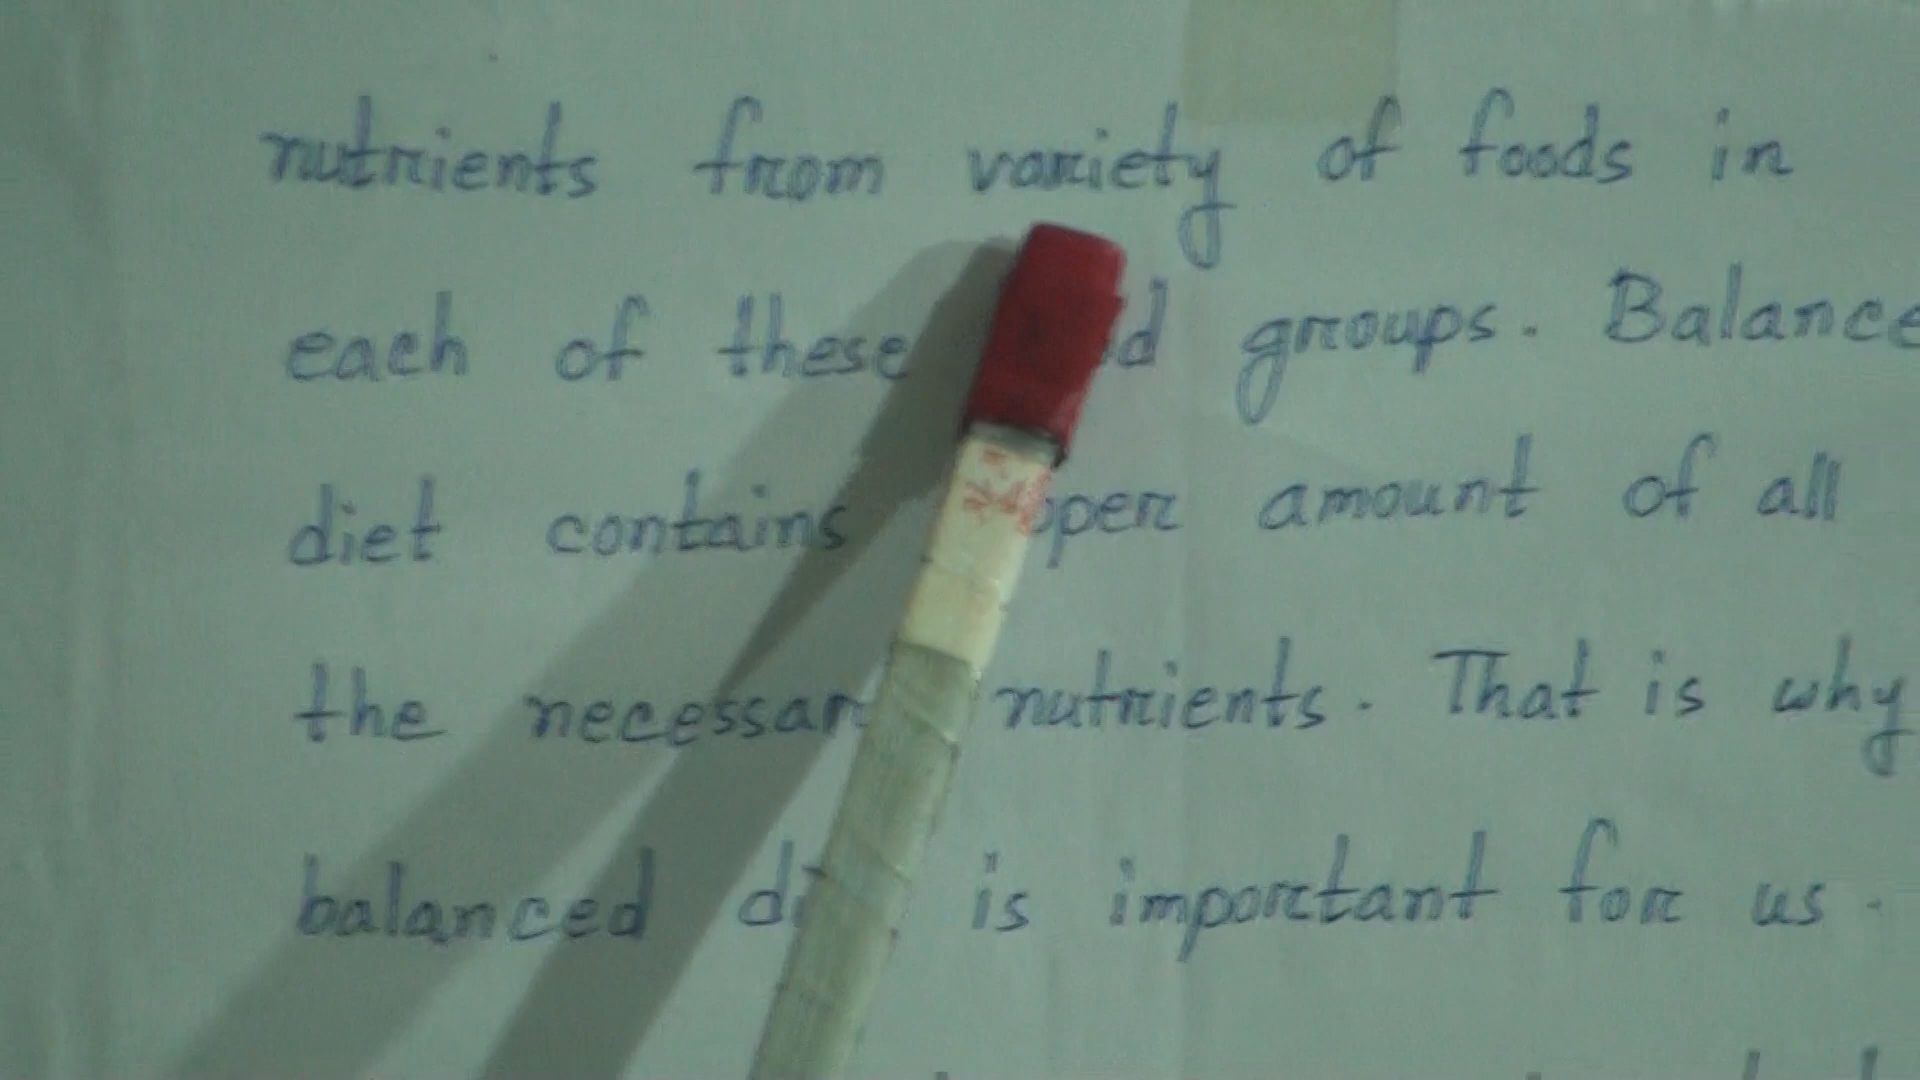 nutrients from variety of foods in
each of these groups. Balance
diet contains amount of all
the nutrients. That is why
balanced is important for us.